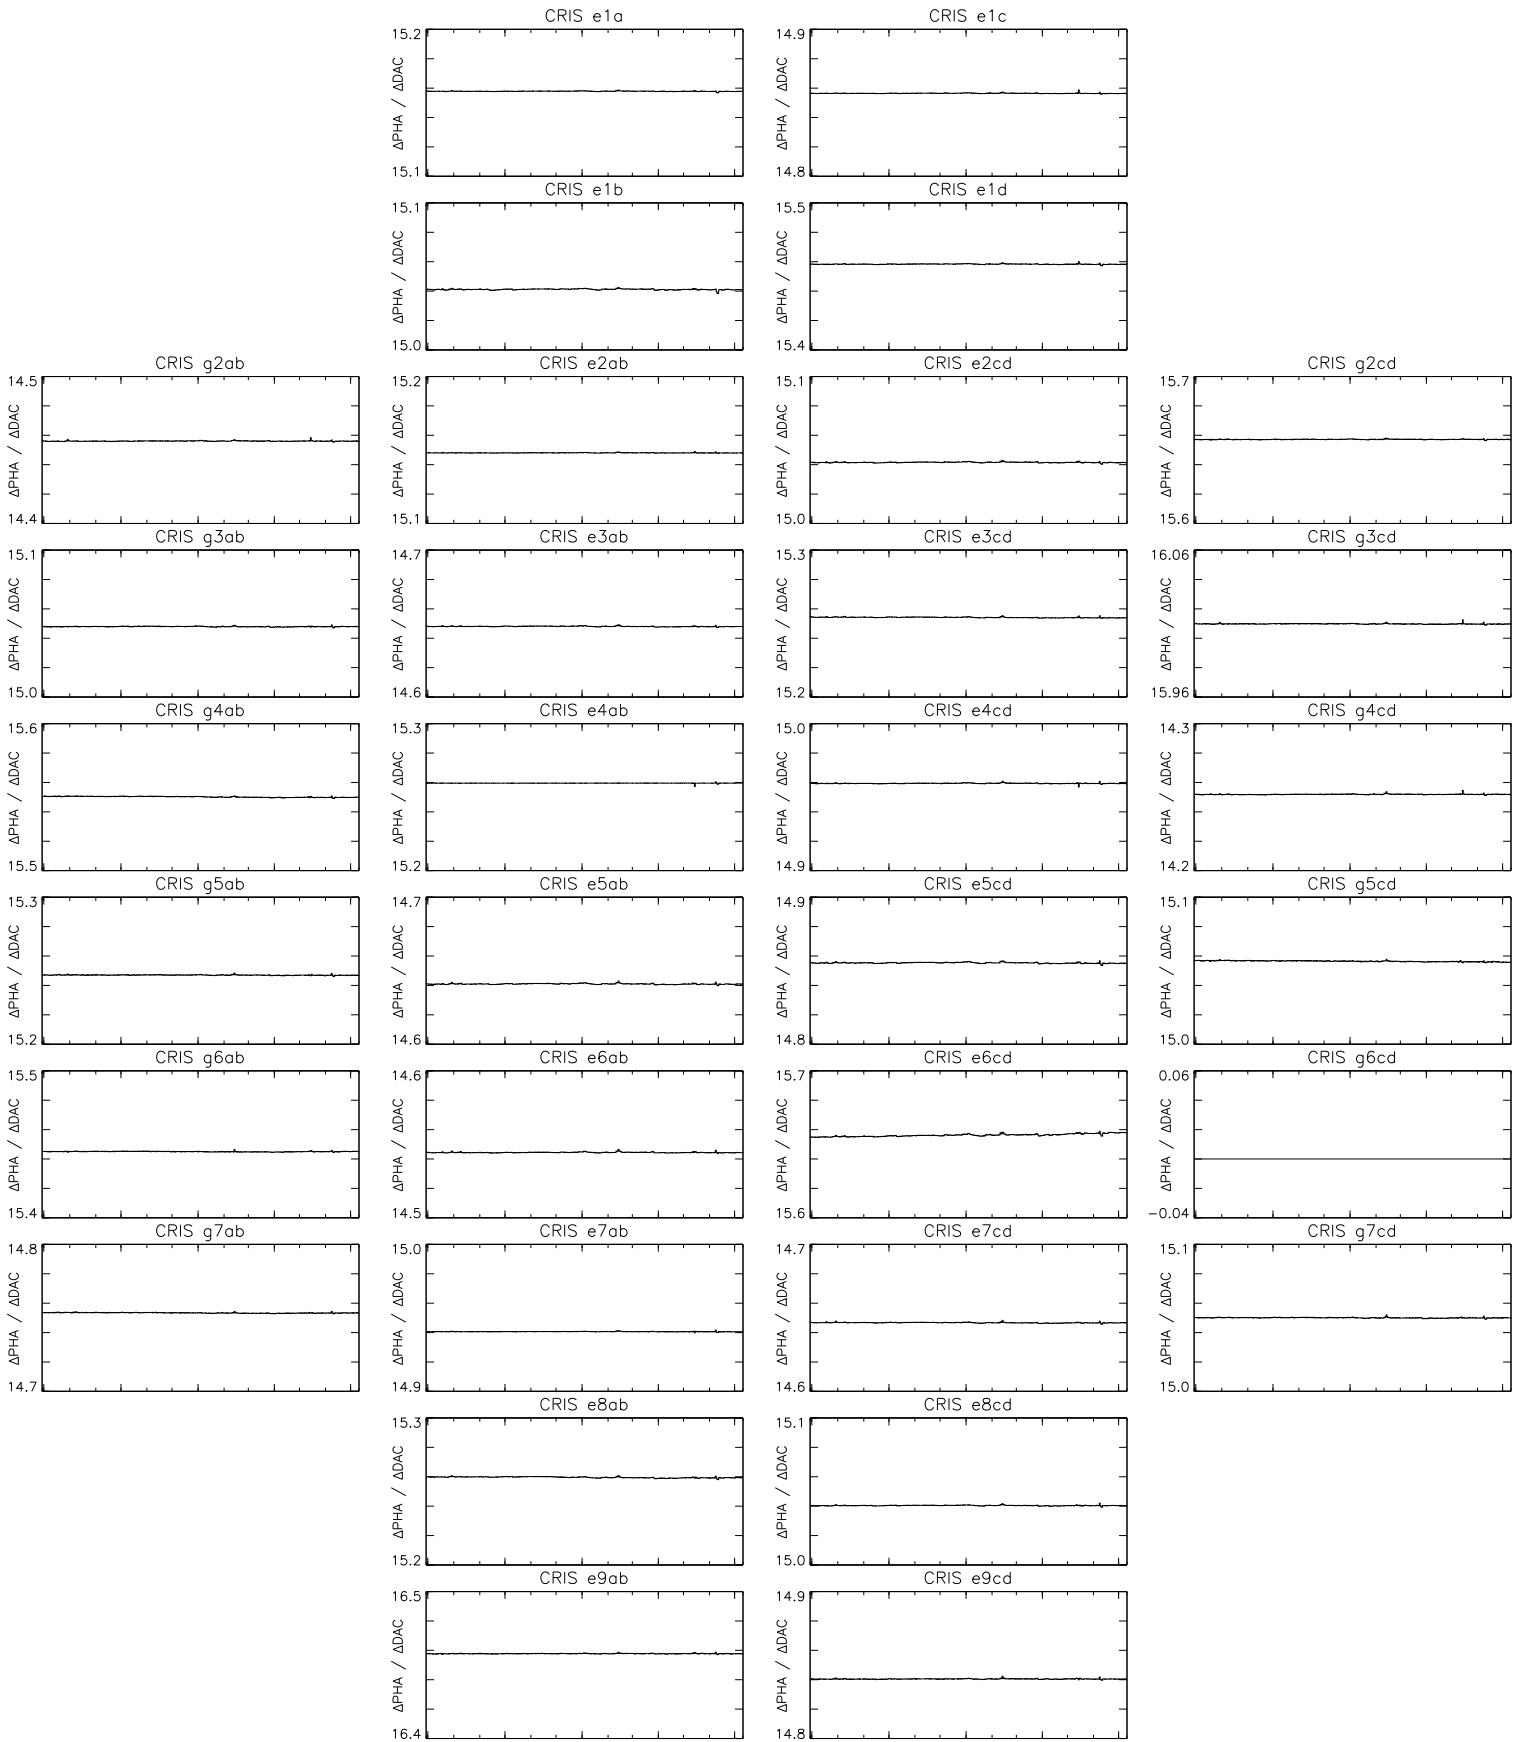 CRIS e1a
15.2
ΔPHA / ΔDAC
15.1
CRIS e1c
14.9
ΔPHA / ΔDAC
14.8
CRIS e1b
15.1
ΔPHA / ΔDAC
15.0
CRIS e1d
15.5
ΔPHA / ΔDAC
15.4
CRIS g2ab
14.5
ΔPHA / ΔDAC
14.4
CRIS e2ab
15.2
ΔPHA / ΔDAC
15.1
CRIS e2cd
15.1
ΔPHA / ΔDAC
15.0
CRIS g2cd
15.7
ΔPHA / ΔDAC
15.6
CRIS g3ab
15.1
ΔPHA / ΔDAC
15.0
CRIS e3ab
14.7
ΔPHA / ΔDAC
14.6
CRIS e3cd
15.3
ΔPHA / ΔDAC
15.2
CRIS g3cd
16.06
ΔPHA / ΔDAC
15.96
CRIS g4ab
15.6
ΔPHA / ΔDAC
15.5
CRIS e4ab
15.3
ΔPHA / ΔDAC
15.2
CRIS e4cd
15.0
ΔPHA / ΔDAC
14.9
CRIS g4cd
14.3
ΔPHA / ΔDAC
14.2
CRIS g5ab
15.3
ΔPHA / ΔDAC
15.2
CRIS e5ab
14.7
ΔPHA / ΔDAC
14.6
CRIS e5cd
14.9
ΔPHA / ΔDAC
14.8
CRIS g5cd
15.1
ΔPHA / ΔDAC
15.0
CRIS g6ab
15.5
ΔPHA / ΔDAC
15.4
CRIS e6ab
14.6
ΔPHA / ΔDAC
14.5
CRIS e6cd
15.7
ΔPHA / ΔDAC
15.6
CRIS g6cd
0.06
ΔPHA / ΔDAC
−0.04
CRIS g7ab
14.8
ΔPHA / ΔDAC
14.7
CRIS e7ab
15.0
ΔPHA / ΔDAC
14.9
CRIS e7cd
14.7
ΔPHA / ΔDAC
14.6
CRIS g7cd
15.1
ΔPHA / ΔDAC
15.0
CRIS e8ab
15.3
ΔPHA / ΔDAC
15.2
CRIS e8cd
15.1
ΔPHA / ΔDAC
15.0
CRIS e9ab
16.5
ΔPHA / ΔDAC
16.4
CRIS e9cd
14.9
ΔPHA / ΔDAC
14.8